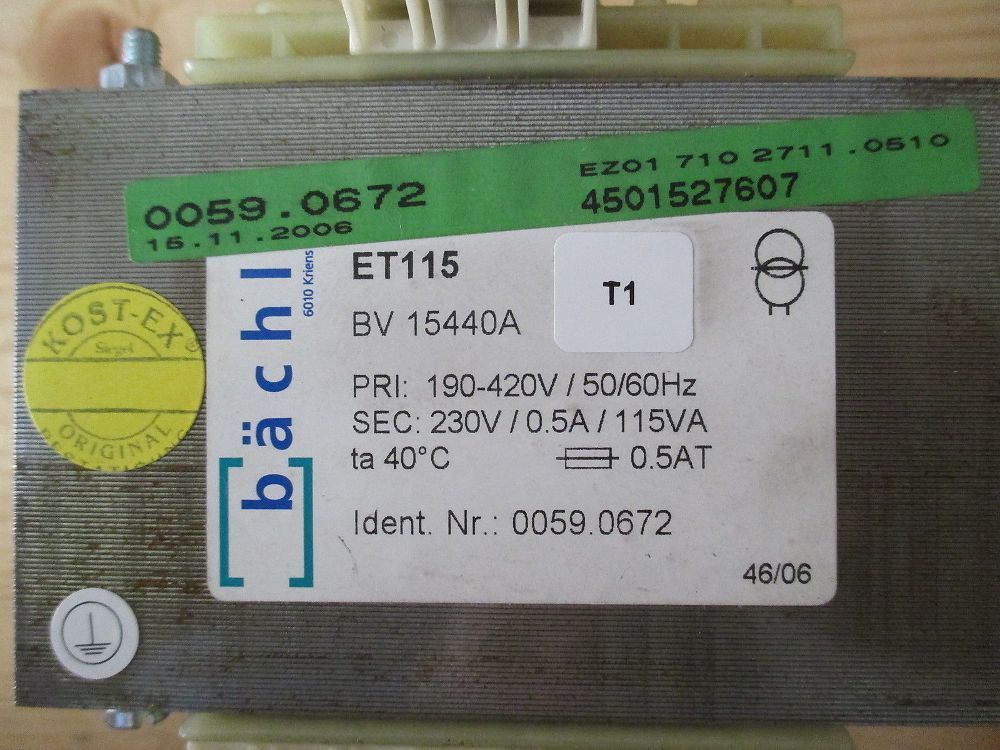 0059.0672
15.11.2006
EZ01 710 2711.0510
4501527607
KOST-EX®
Siegel
ORIGINAL
bächl
6010 Kriens
ET115
BV 15440A
T1
PRI: 190-420V / 50/60Hz
SEC: 230V / 0.5A / 115VA
ta 40°C
0.5AT
Ident. Nr.: 0059.0672
46/06